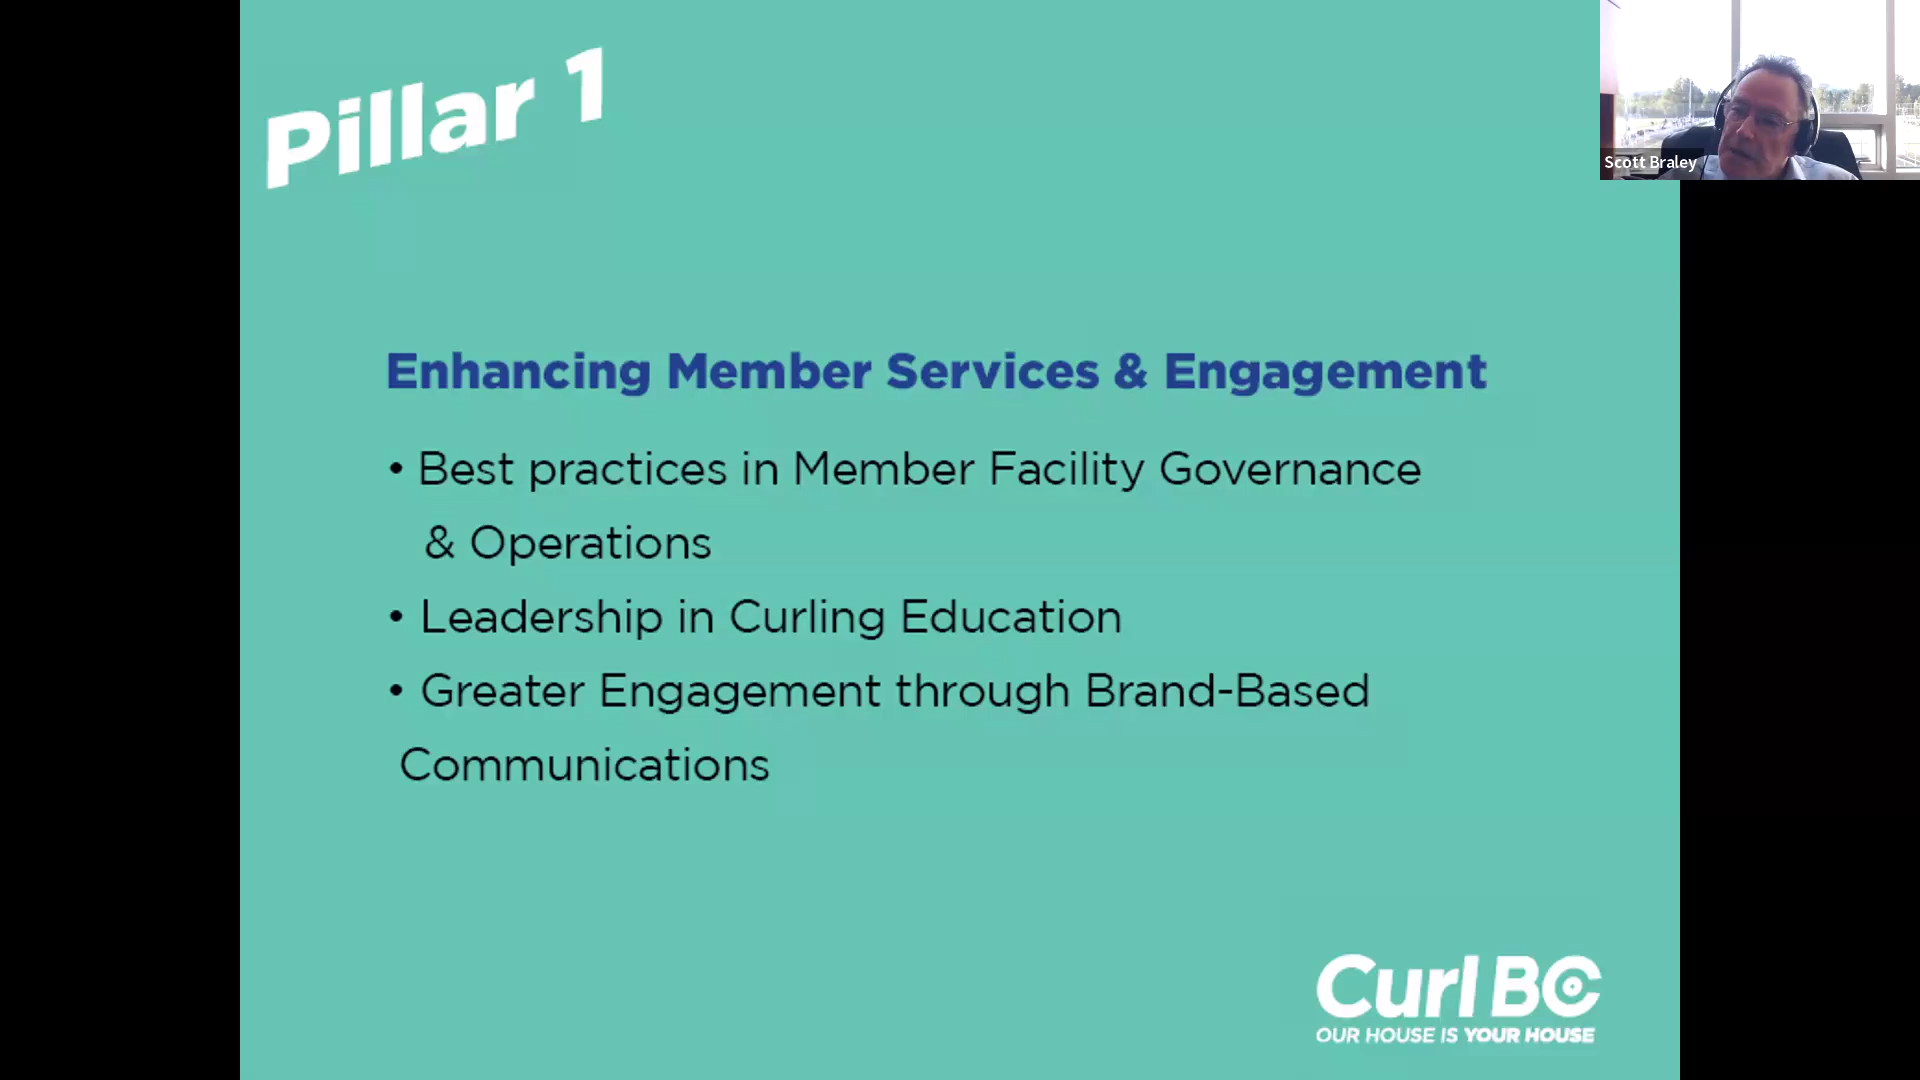 Pillar 1
Scott Braley
Enhancing Member Services & Engagement
• Best practices in Member Facility Governance
& Operations
• Leadership in Curling Education
• Greater Engagement through Brand-Based
Communications
Curl BC
OUR HOUSE IS YOUR HOUSE